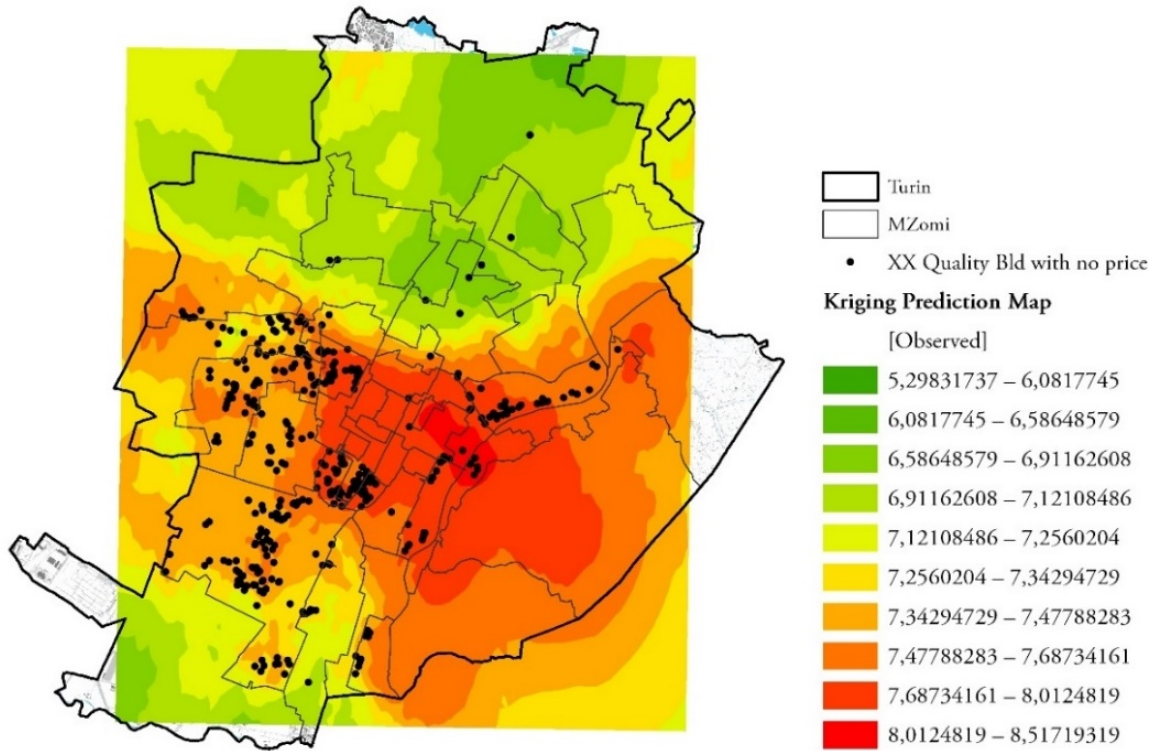 Turin
MZomi
XX Quality Bld with no price
Kriging Prediction Map
[Observed]
5,29831737 – 6,0817745
6,0817745 – 6,58648579
6,58648579 – 6,91162608
6,91162608 – 7,12108486
7,12108486 – 7,2560204
7,2560204 – 7,34294729
7,34294729 – 7,47788283
7,47788283 – 7,68734161
7,68734161 – 8,0124819
8,0124819 – 8,51719319